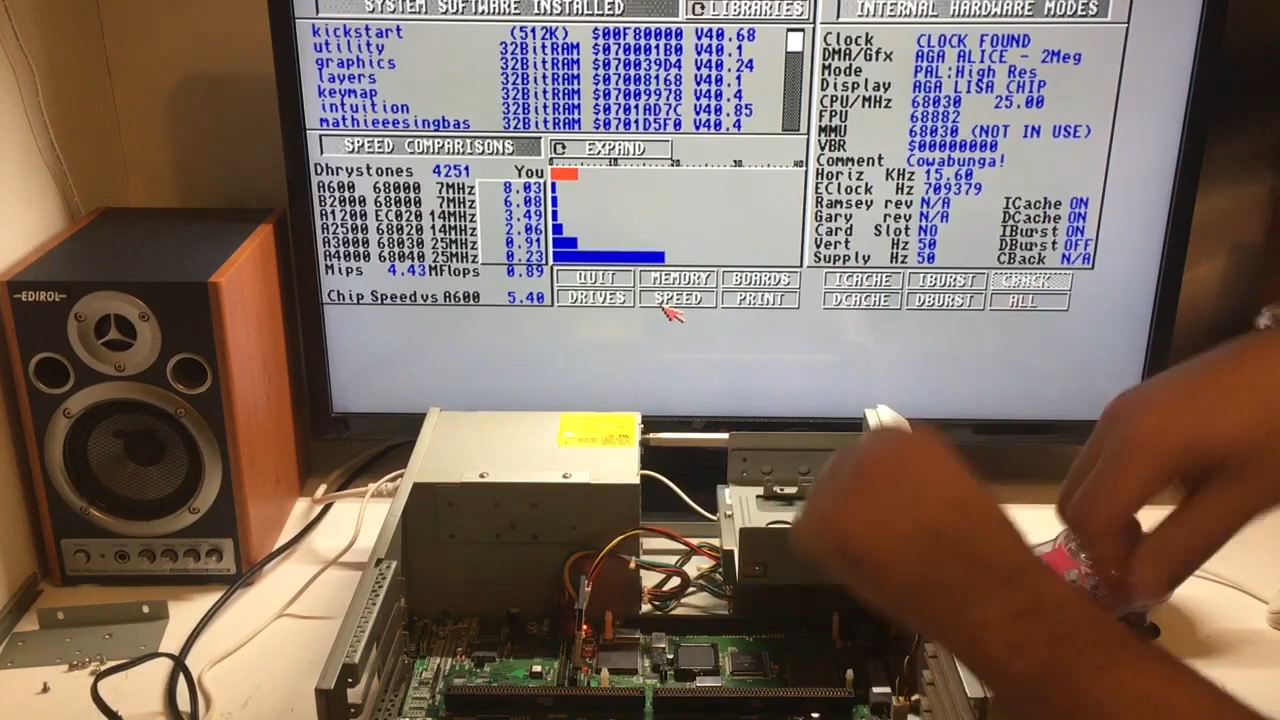 SYSTEM SOFTWARE INSTALLED LIBRARIES
kickstart (512K) $00F80000 V40.68
utility 32BitRAM $070001B0 V40.1
graphics 32BitRAM $070039D4 V40.24
layers 32BitRAM $07008168 V40.1
keymap 32BitRAM $07009978 V40.4
intuition 32BitRAM $0701AD7C V40.85
mathieeesingbas 32BitRAM $0701D5F0 V40.4
SPEED COMPARISONS EXPAND
Dhrystones 4251 You
A600 68000 7MHz 8.03
B2000 68000 7MHz 6.08
A1200 EC020 14MHz 3.49
A2500 68020 14MHz 2.06
A3000 68030 25MHz 0.91
A4000 68040 25MHz 0.23
Mips 4.43 MFlops 0.89
Chip Speed vs A600 5.40
QUIT MEMORY BOARDS
DRIVES SPEED PRINT
INTERNAL HARDWARE MODES
Clock CLOCK FOUND
DMA/Gfx AGA ALICE - 2Meg
Mode PAL:High Res
Display AGA LISA CHIP
CPU/MHz 68030 25.00
FPU 68882
MMU 68030 (NOT IN USE)
VBR $00000000
Comment Cowabunga!
Horiz KHz 15.60
EClock Hz 709379
Ramsey rev N/A ICache ON
Gary rev N/A DCache ON
Card Slot NO IBurst ON
Vert Hz 50 DBurst OFF
Supply Hz 50 CBack N/A
ICACHE IBURST CBACK
DCACHE DBURST ALL
EDIROL